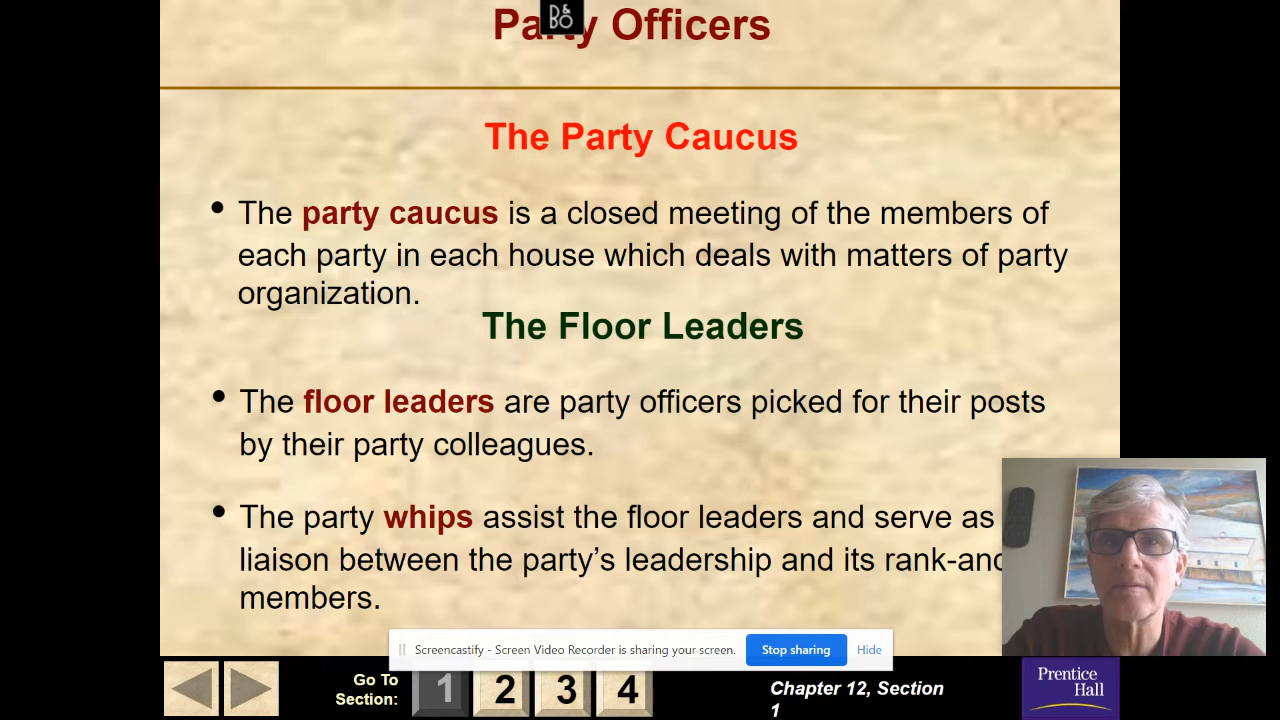 Pa y Officers
D&
BO
The Party Caucus
• The party caucus is a closed meeting of the members of
each party in each house which deals with matters of party
organization.
The Floor Leaders
• The floor leaders are party officers picked for their posts
by their party colleagues.
• The party whips assist the floor leaders and serve as
liaison between the party’s leadership and its rank-and
members.
Screencastify - Screen Video Recorder is sharing your screen. Stop sharing Hide
Go To
Section:
1 2 3 4
Chapter 12, Section
1
Prentice
Hall